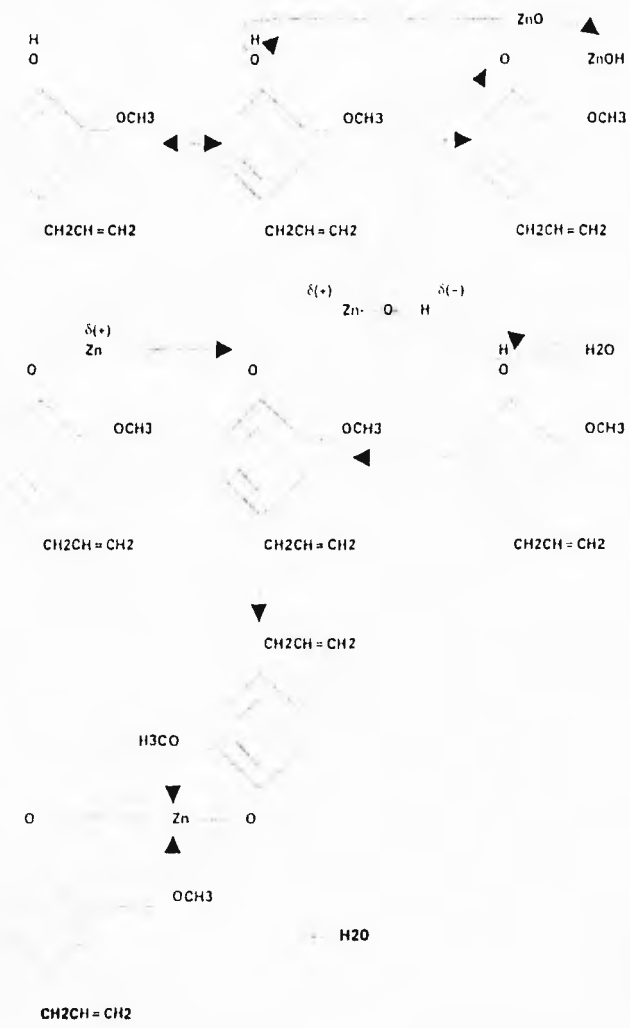 ZnO
H H
O O O ZnOH
OCH3 OCH3 OCH3
CH2CH=CH2 CH2CH=CH2 CH2CH=CH2
δ(+) δ(-)
Zn- O- H
δ(+)
Zn H H2O
O O O
OCH3 OCH3 OCH3
CH2CH=CH2 CH2CH=CH2 CH2CH=CH2
CH2CH=CH2
H3CO
O Zn O
OCH3
H2O
CH2CH=CH2